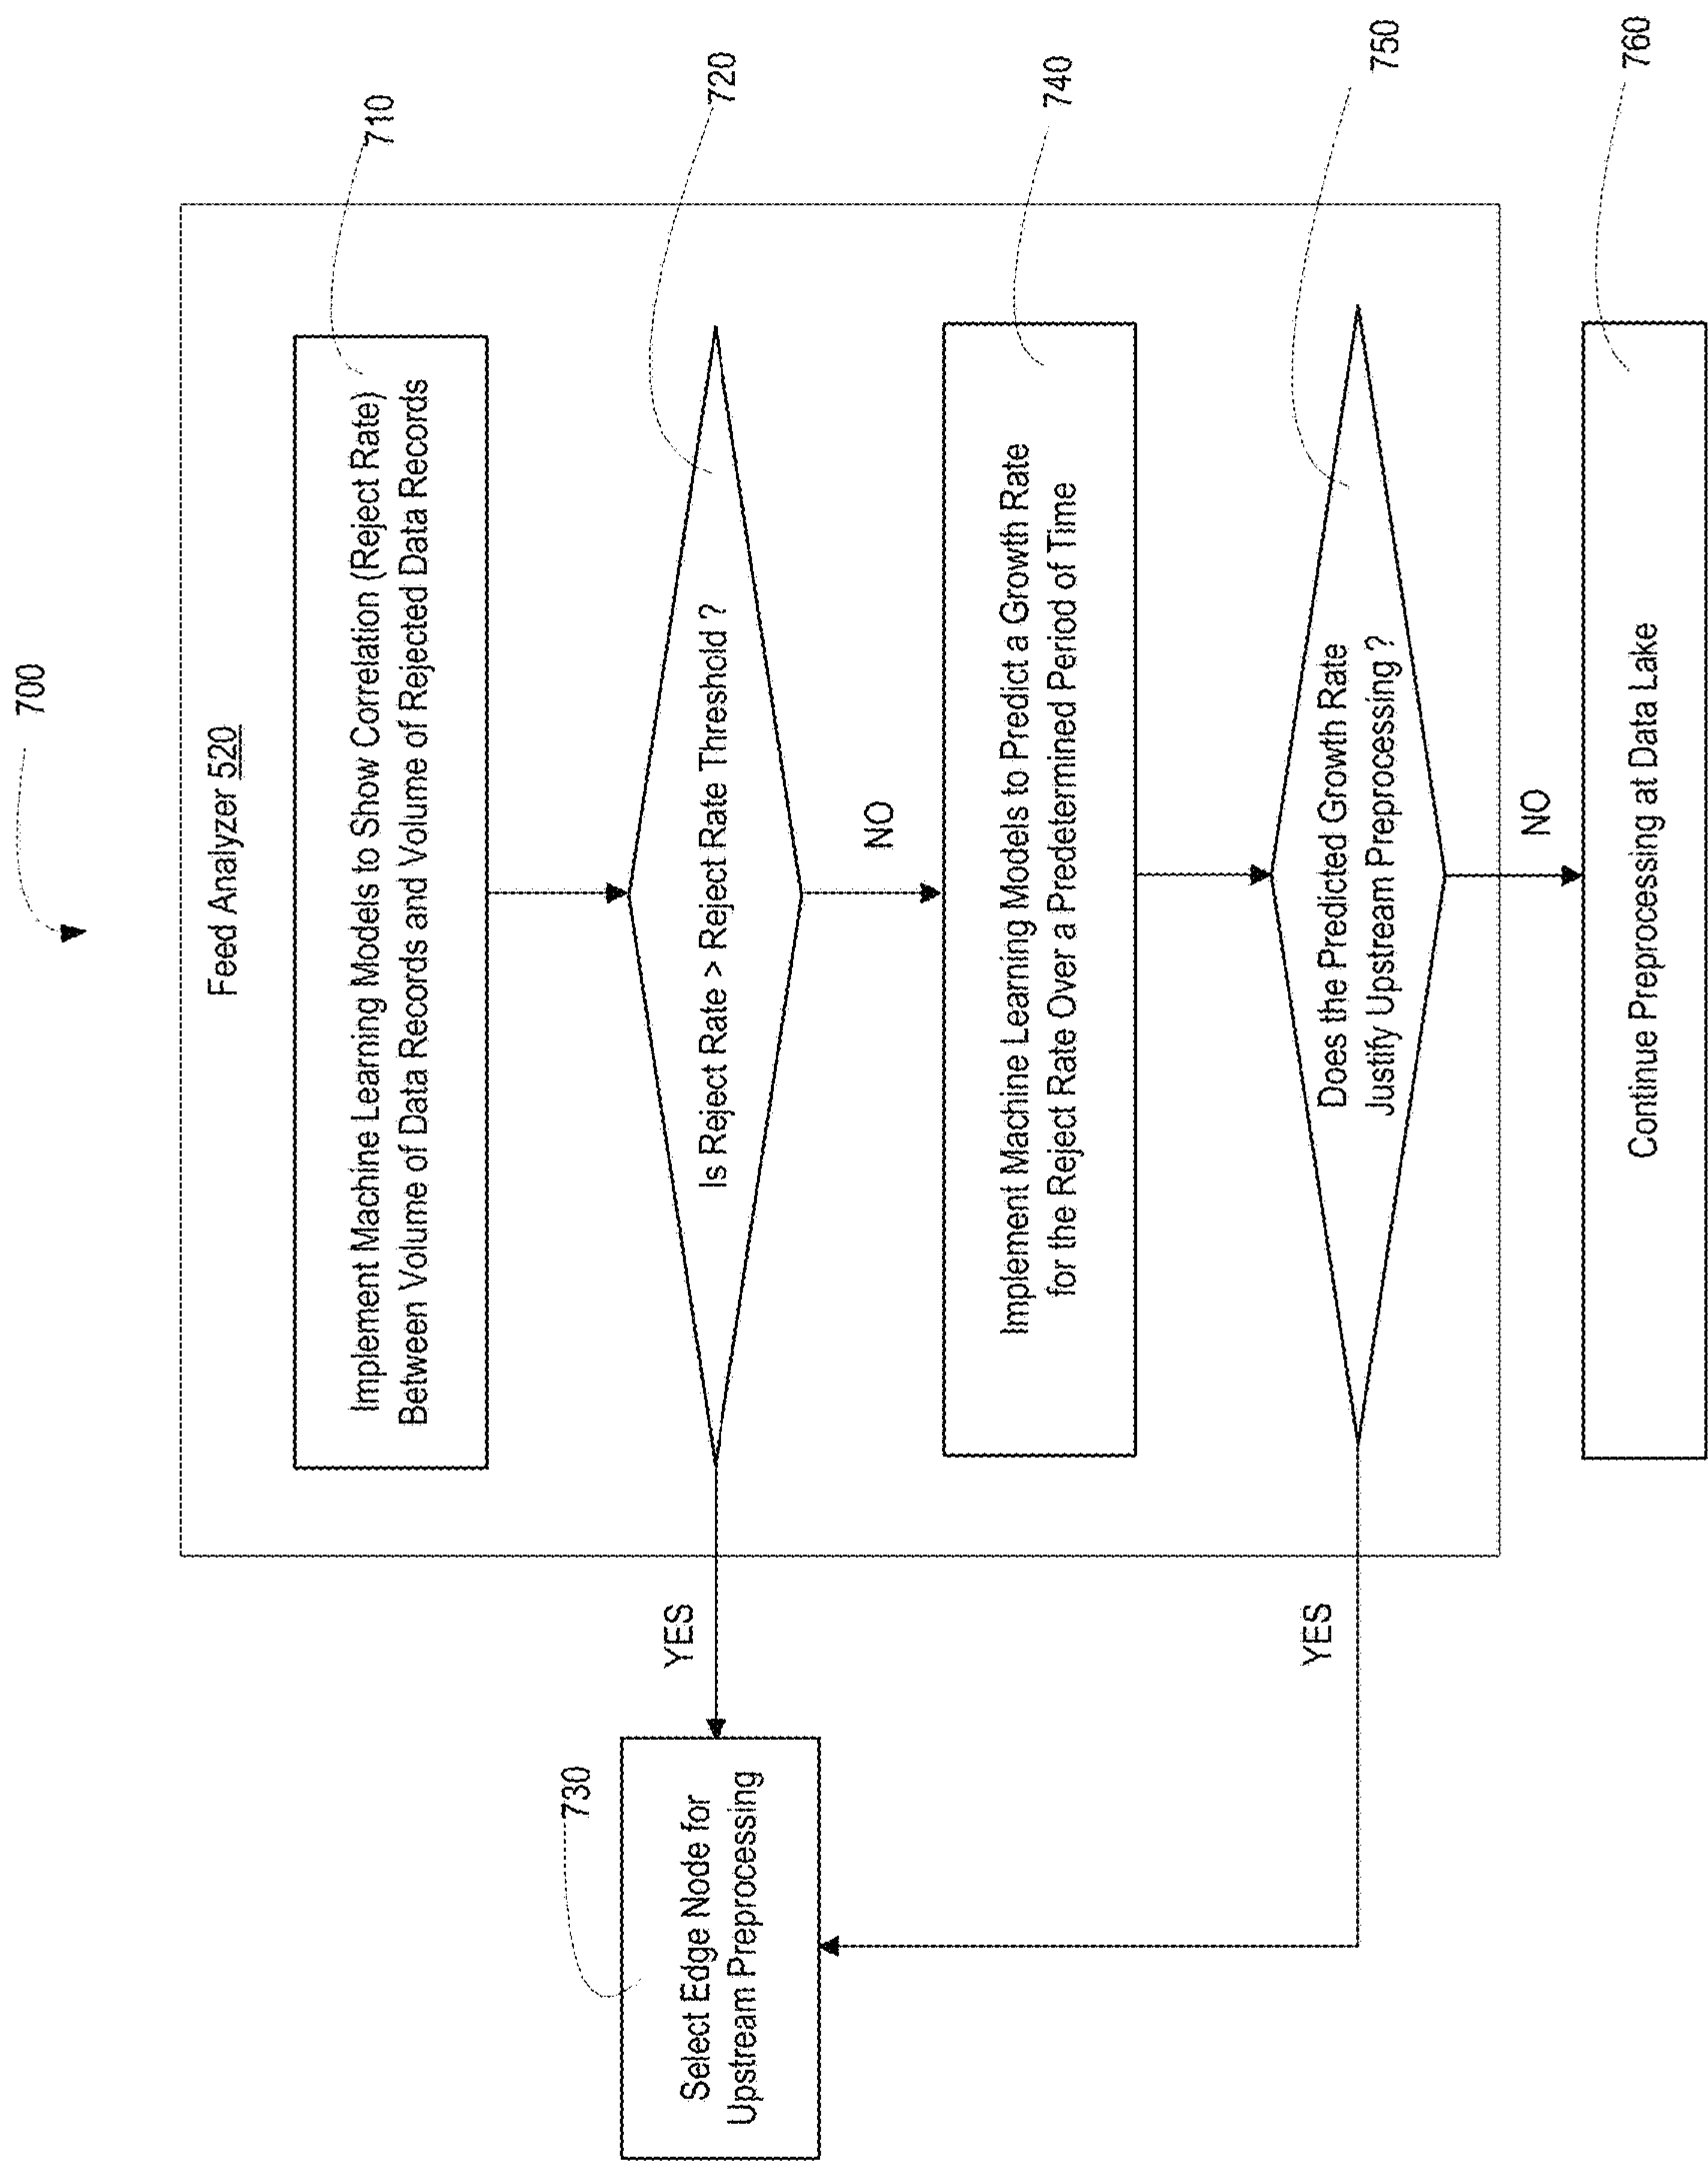 700
Feed Analyzer 520
710
Implement Machine Learning Models to Show Correlation (Reject Rate)
Between Volume of Data Records and Volume of Rejected Data Records
720
Is Reject Rate > Reject Rate Threshold ?
YES
730
Select Edge Node for
Upstream Preprocessing
NO
740
Implement Machine Learning Models to Predict a Growth Rate
for the Reject Rate Over a Predetermined Period of Time
750
Does the Predicted Growth Rate
Justify Upstream Preprocessing ?
YES
NO
760
Continue Preprocessing at Data Lake